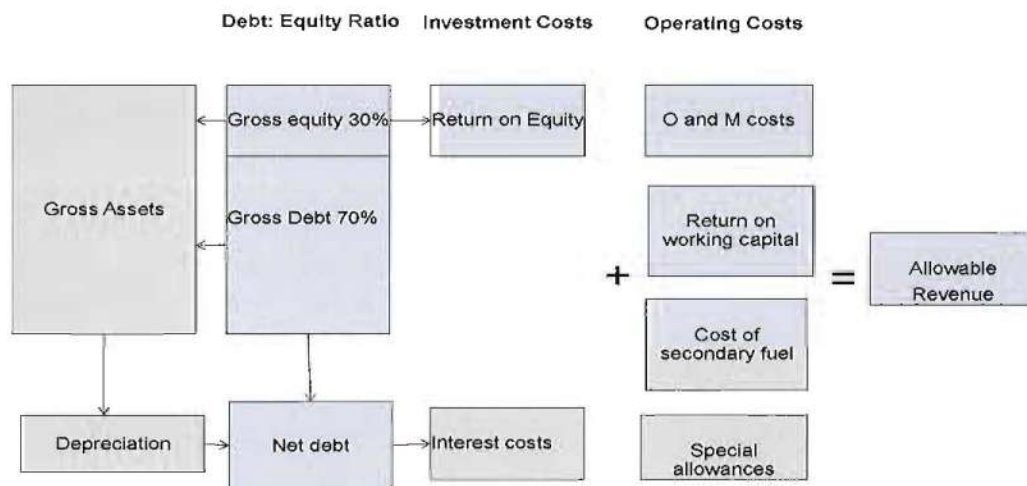 Debt: Equity Ratio
Investment Costs
Operating Costs
Gross equity 30%
Return on Equity
O and M costs
Gross Assets
Gross Debt 70%
Return on
working capital
+
=
Allowable
Revenue
Cost of
secondary fuel
Depreciation
Net debt
Interest costs
Special
allowances